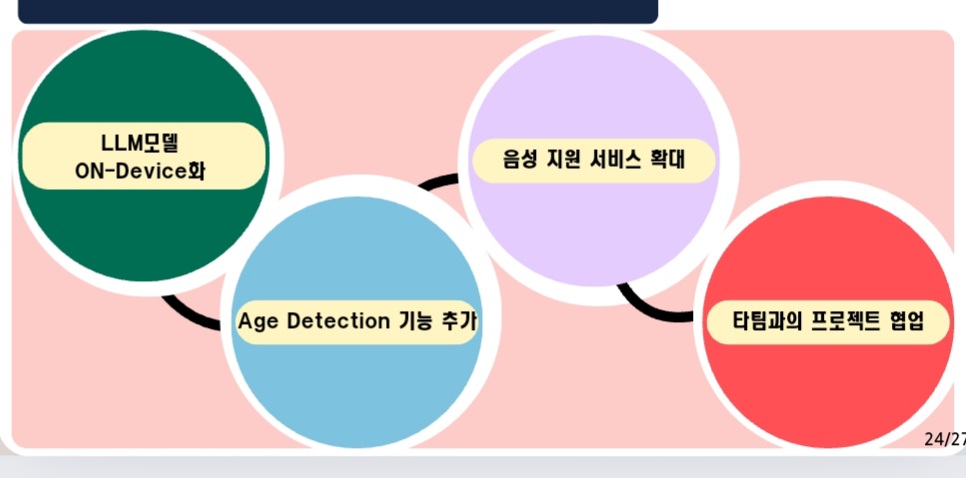 LLM모델
ON-Device화
Age Detection 기능 추가
음성 지원 서비스 확대
타팀과의 프로젝트 협업
24/27